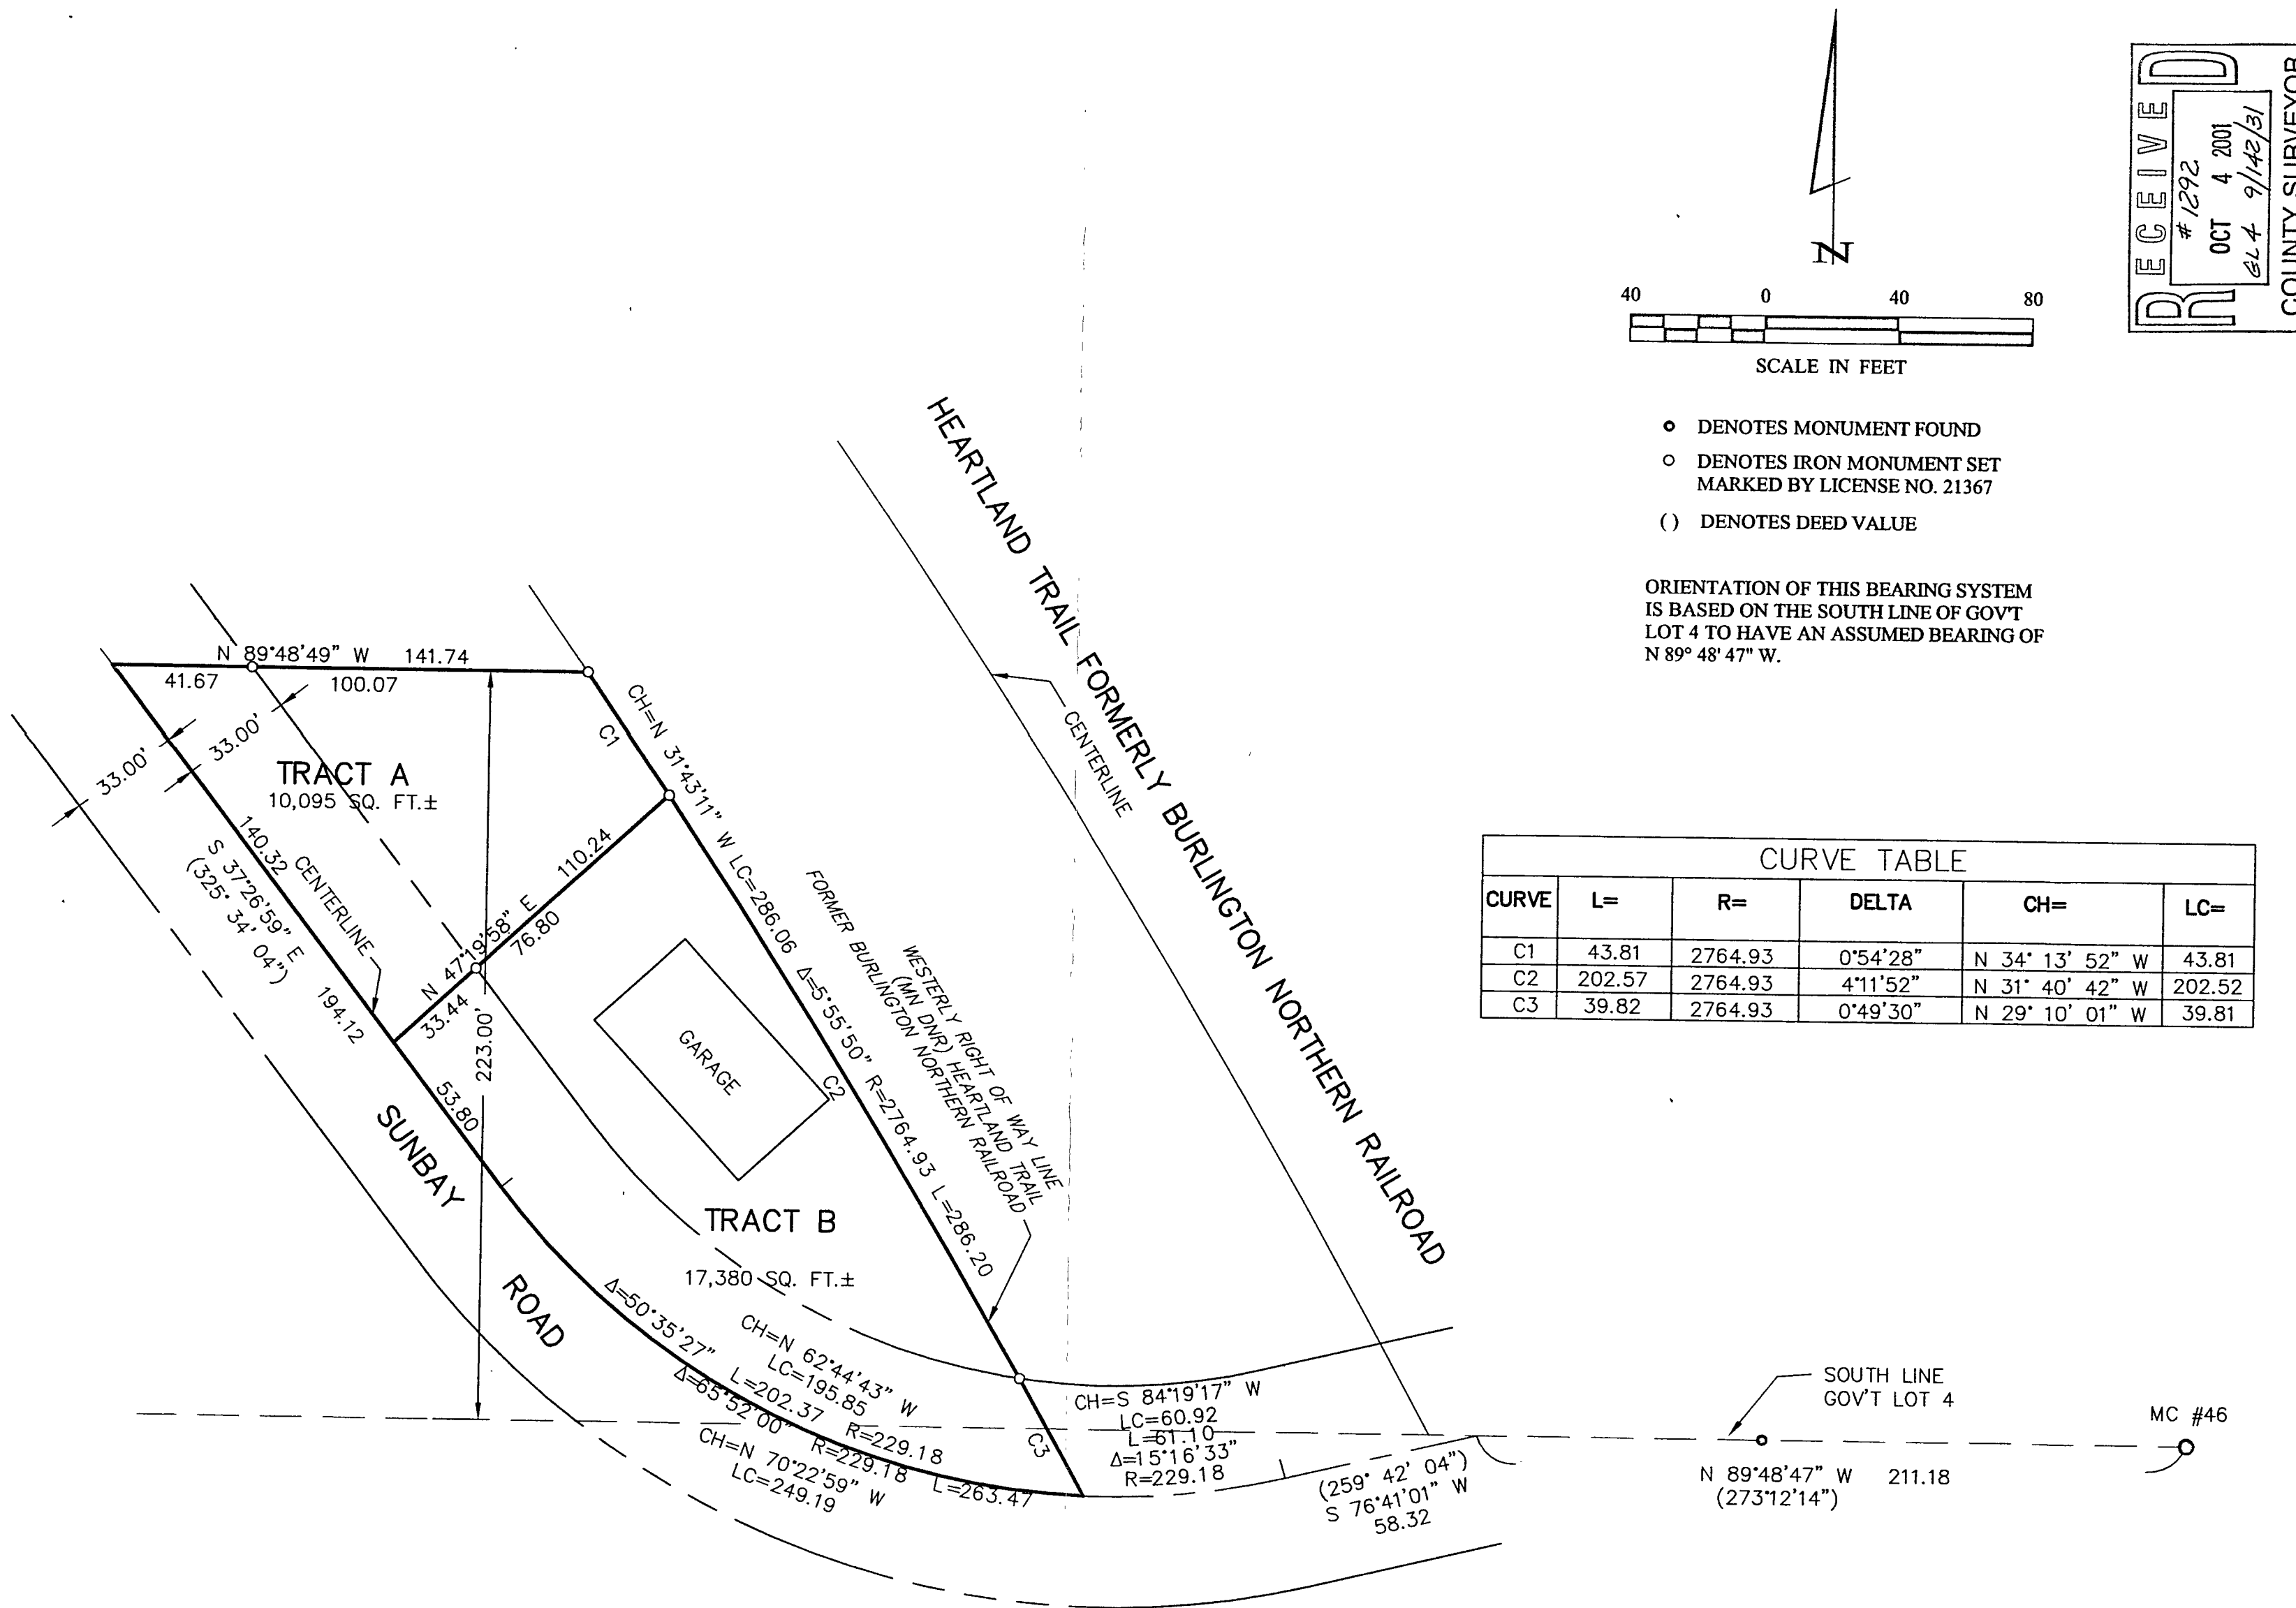 RECEIVED
# 1292
OCT 4 2001
GL 4 9/142/31
COUNTY SURVEYOR
N
40 0 40 80
SCALE IN FEET
DENOTES MONUMENT FOUND
DENOTES IRON MONUMENT SET
MARKED BY LICENSE NO. 21367
( ) DENOTES DEED VALUE
ORIENTATION OF THIS BEARING SYSTEM
IS BASED ON THE SOUTH LINE OF GOV'T
LOT 4 TO HAVE AN ASSUMED BEARING OF
N 89° 48' 47" W.
HEARTLAND TRAIL FORMERLY BURLINGTON NORTHERN RAILROAD
CENTERLINE
N 89°48'49" W 141.74
41.67 100.07
33.00'
33.00'
TRACT A
10,095 SQ. FT.±
C1
CH=N 31°43'11" W LC=286.06 Δ=5°55'50" R=2764.93 L=286.20
140.32
CENTERLINE
S 37°26'59" E
(325° 34' 04")
194.12
N 47°19'58" E 110.24
33.44 76.80
223.00'
53.80
GARAGE
C2
WESTERLY RIGHT OF WAY LINE
(MN DNR) HEARTLAND TRAIL
FORMER BURLINGTON NORTHERN RAILROAD
SUNBAY
ROAD
TRACT B
17,380 SQ. FT.±
CH=N 62°44'43" W
LC=195.85
Δ=50°35'27" L=202.37 R=229.18
Δ=65°52'00" R=229.18 L=263.47
CH=N 70°22'59" W
LC=249.19
C3
CH=S 84°19'17" W
LC=60.92
L=61.10
Δ=15°16'33"
R=229.18
(259° 42' 04")
S 76°41'01" W
58.32
SOUTH LINE
GOV'T LOT 4
MC #46
N 89°48'47" W 211.18
(273°12'14")
CURVE TABLE
CURVE L= R= DELTA CH= LC=
C1 43.81 2764.93 0°54'28" N 34° 13' 52" W 43.81
C2 202.57 2764.93 4°11'52" N 31° 40' 42" W 202.52
C3 39.82 2764.93 0°49'30" N 29° 10' 01" W 39.81